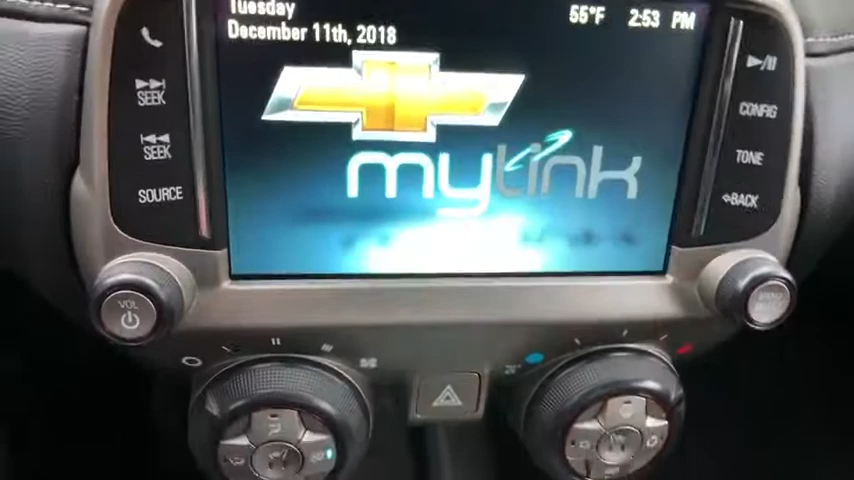 Tuesday
December 11th, 2018
55°F 2:53 PM
SEEK
SEEK
SOURCE
CONFIG
TONE
BACK
mylink
VOL